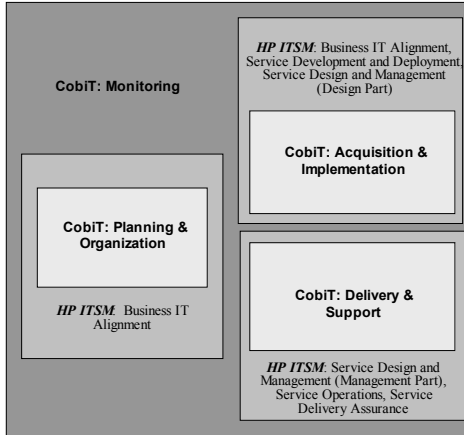 CobiT: Monitoring
HP ITSM: Business IT Alignment,
Service Development and Deployment,
Service Design and Management
(Design Part)
CobiT: Acquisition &
Implementation
CobiT: Planning &
Organization
HP ITSM: Business IT
Alignment
CobiT: Delivery &
Support
HP ITSM: Service Design and
Management (Management Part),
Service Operations, Service
Delivery Assurance